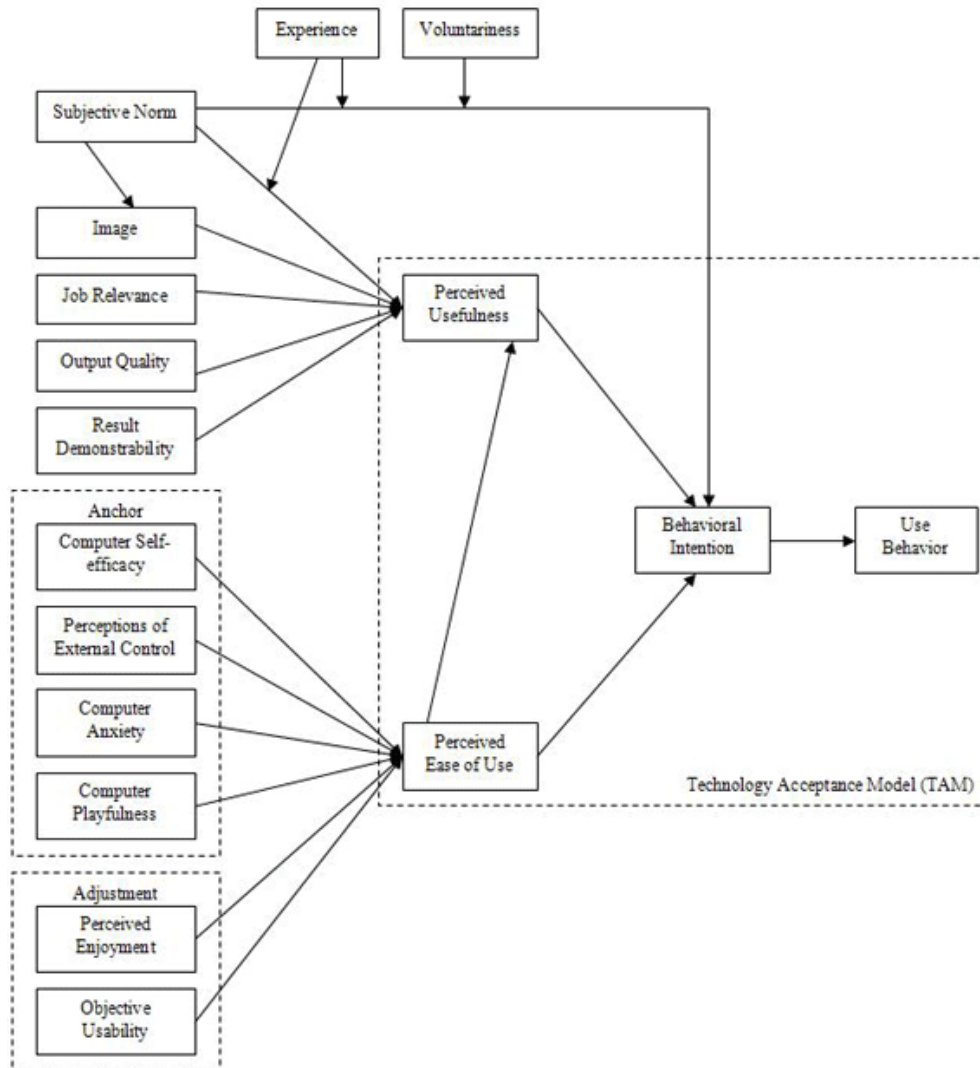 Experience
Voluntariness
Subjective Norm
Image
Job Relevance
Output Quality
Result
Demonstrability
Perceived
Usefulness
Anchor
Computer Self-
efficacy
Perceptions of
External Control
Computer
Anxiety
Computer
Playfulness
Behavioral
Intention
Use
Behavior
Perceived
Ease of Use
Technology Acceptance Model (TAM)
Adjustment
Perceived
Enjoyment
Objective
Usability